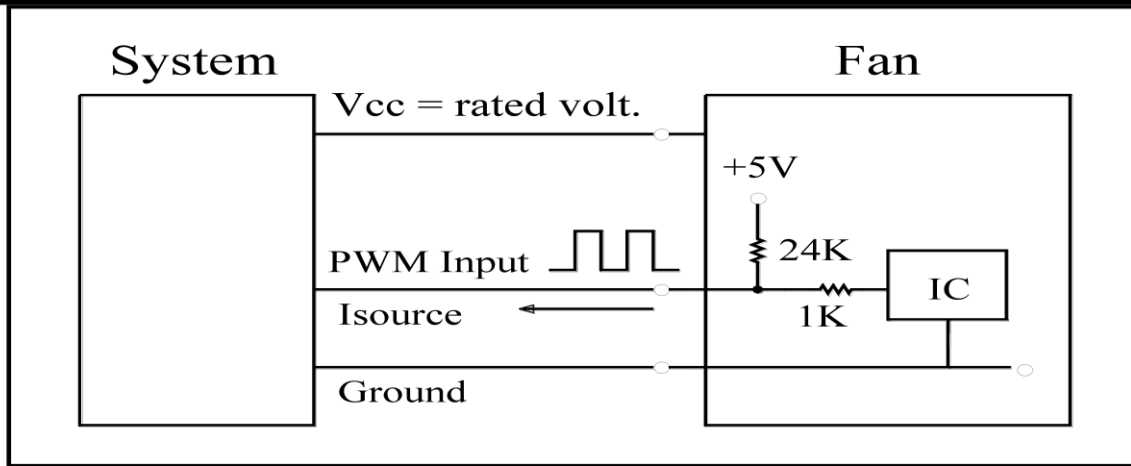 System
Fan
Vcc = rated volt.
+5V
24K
PWM Input
IC
Isource
1K
Ground